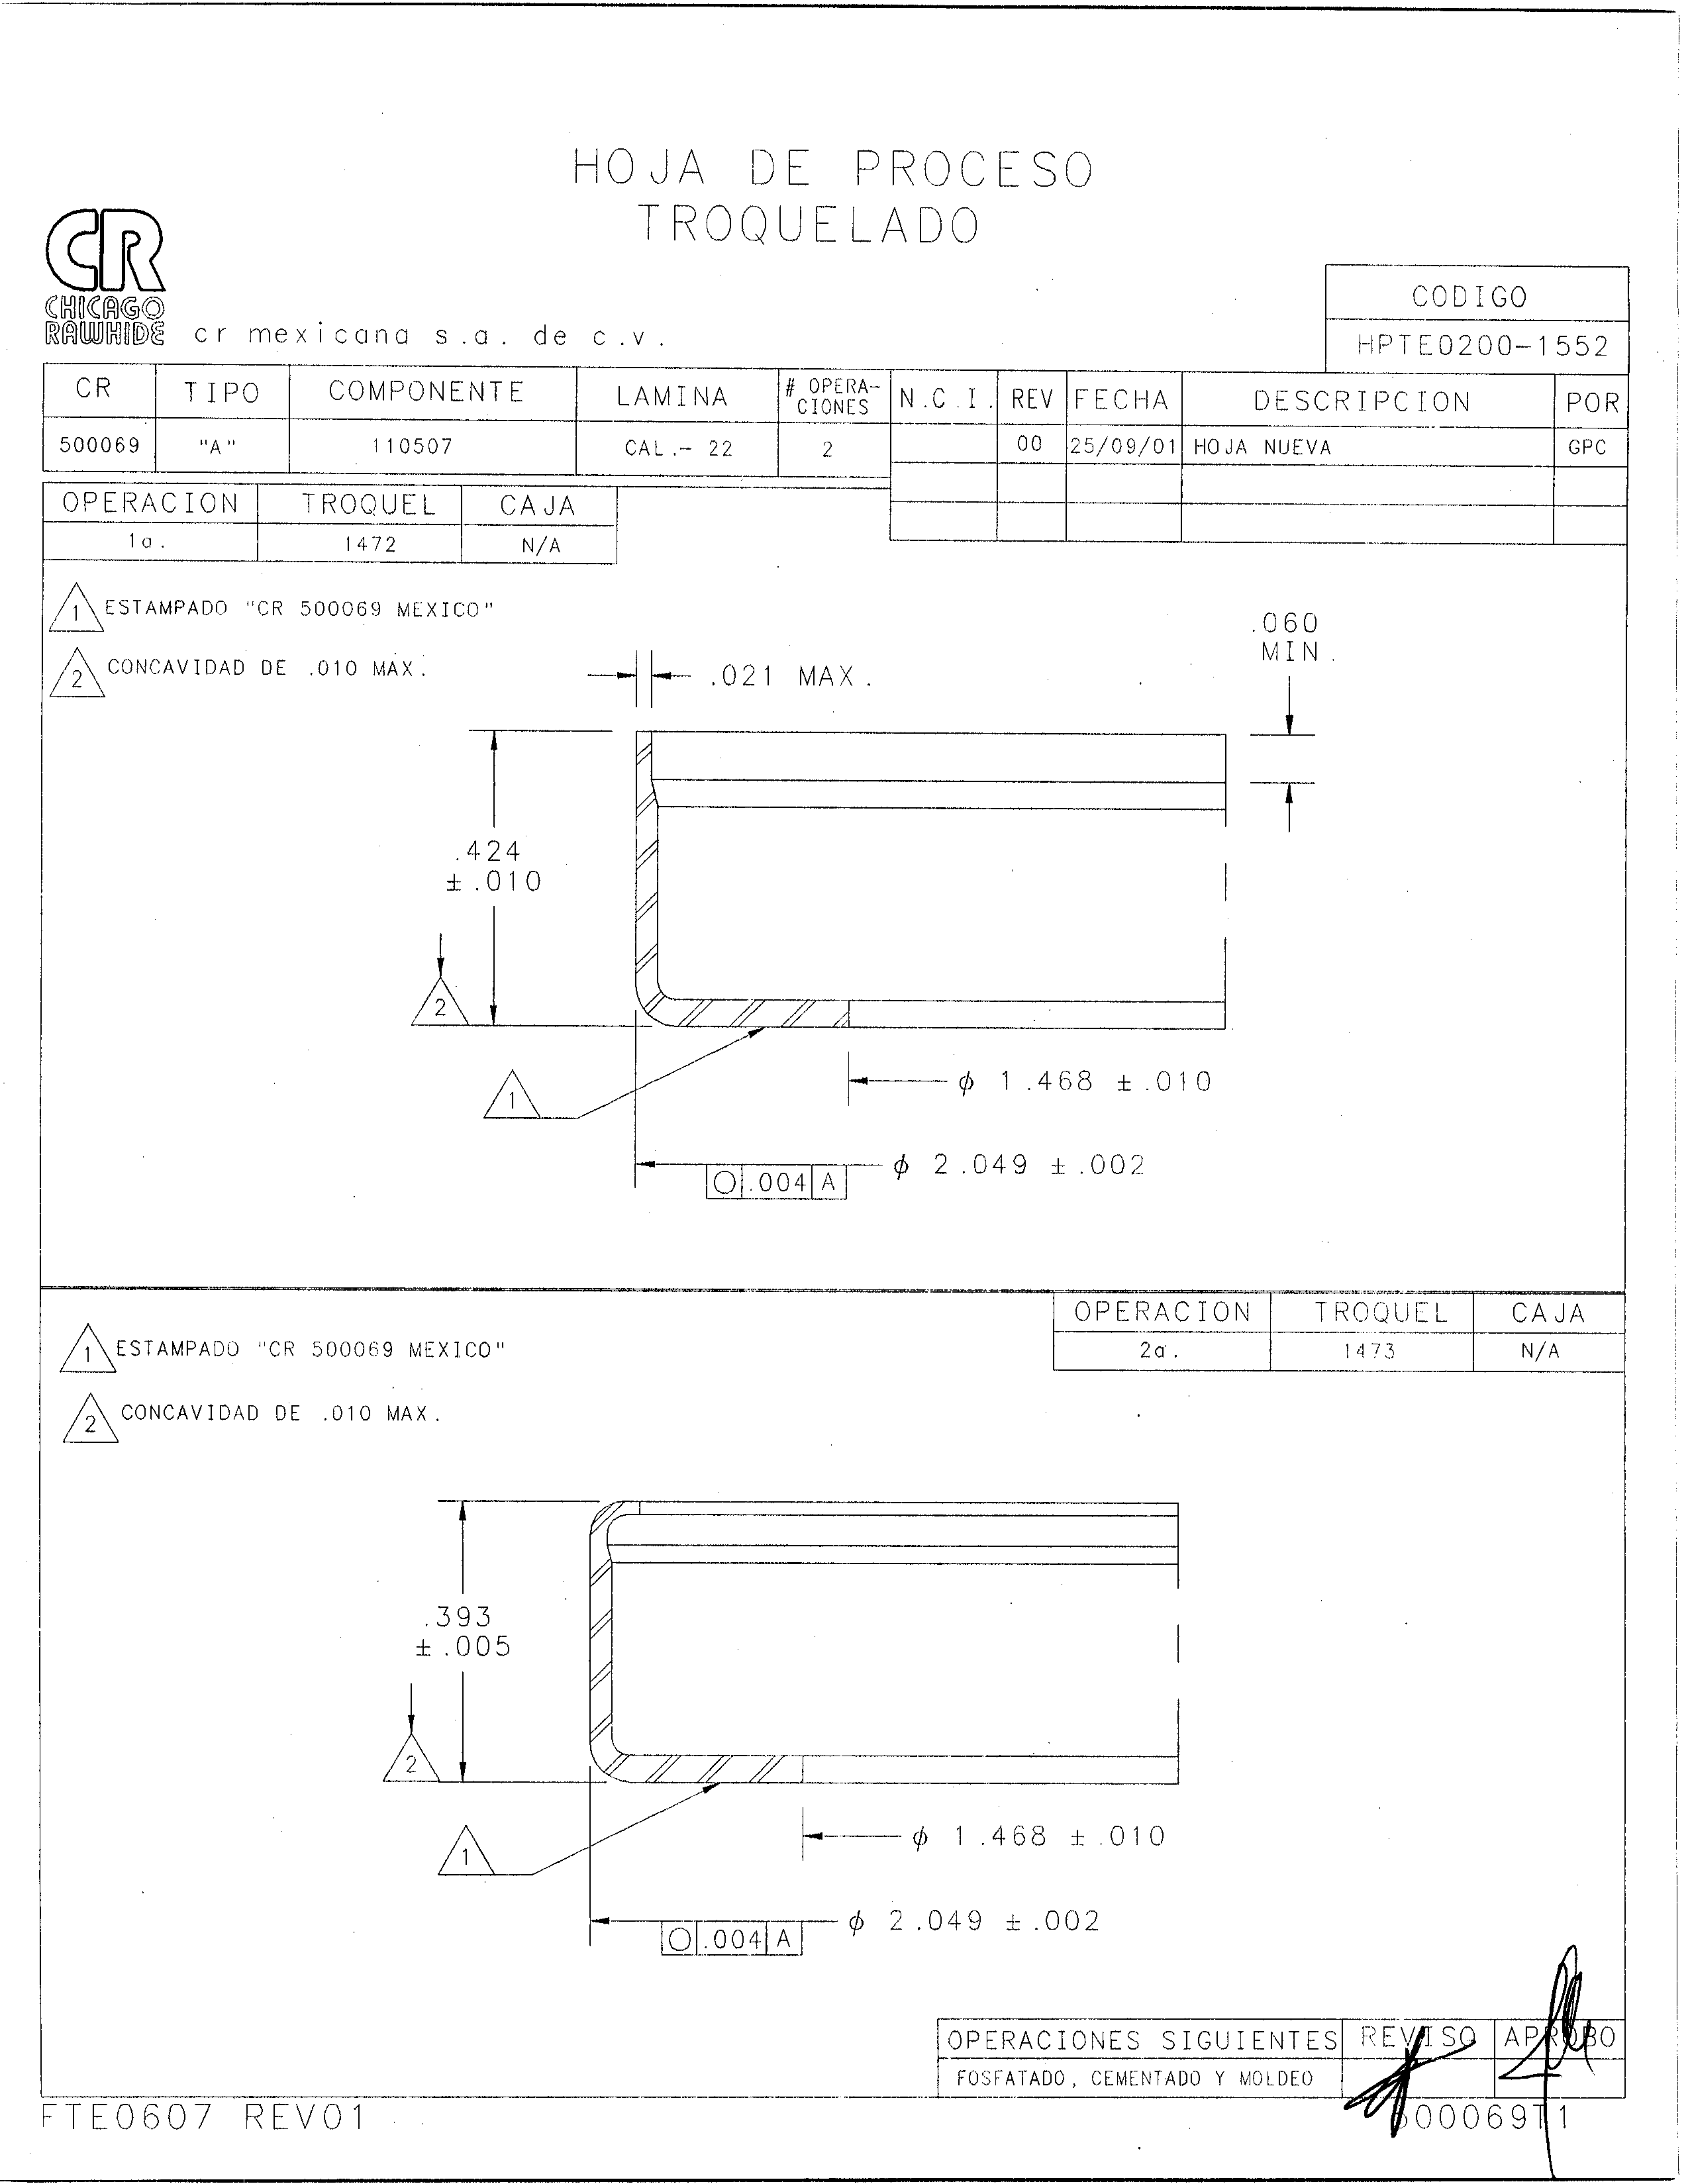 HOJA DE PROCESO
TROQUELADO
CR
CHICAGO
RAWHIDE
cr mexicana s.a. de c.v.
CODIGO
HPTE0200-1552
CR TIPO COMPONENTE LAMINA # OPERA-CIONES N.C.I. REV FECHA DESCRIPCION POR
500069 "A" 110507 CAL.- 22 2 00 25/09/01 HOJA NUEVA GPC
OPERACION TROQUEL CAJA
1a. 1472 N/A
1 ESTAMPADO "CR 500069 MEXICO"
2 CONCAVIDAD DE .010 MAX.
.021 MAX.
.060
MIN.
.424
±.010
2
1
φ 1.468 ±.010
φ 2.049 ±.002
○ .004 A
OPERACION TROQUEL CAJA
2a. 1473 N/A
1 ESTAMPADO "CR 500069 MEXICO"
2 CONCAVIDAD DE .010 MAX.
.393
±.005
2
1
φ 1.468 ±.010
φ 2.049 ±.002
○ .004 A
OPERACIONES SIGUIENTES REVISO APROBO
FOSFATADO, CEMENTADO Y MOLDEO
FTE0607 REV01
500069T1